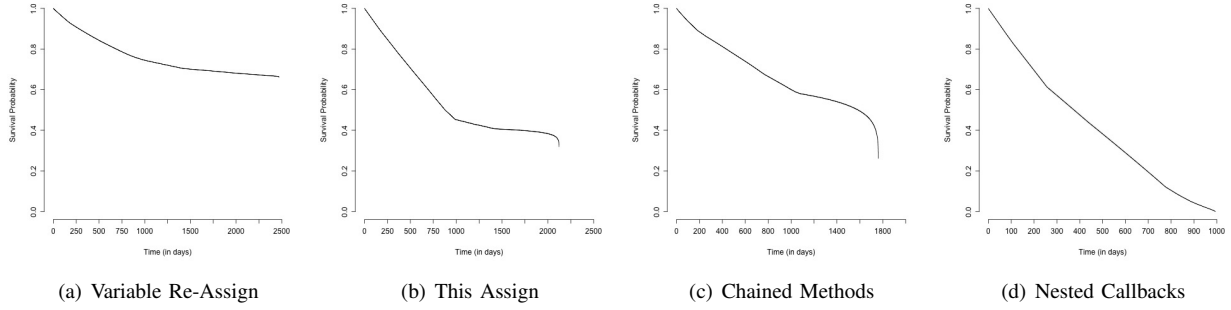 Survival Probability
0.0 0.2 0.4 0.6 0.8 1.0
0 250 500 750 1000 1500 2000 2500
Time (in days)
(a) Variable Re-Assign
Survival Probability
0.0 0.2 0.4 0.6 0.8 1.0
0 250 500 750 1000 1500 2000 2500
Time (in days)
(b) This Assign
Survival Probability
0.0 0.2 0.4 0.6 0.8 1.0
0 200 400 600 800 1000 1400 1800
Time (in days)
(c) Chained Methods
Survival Probability
0.0 0.2 0.4 0.6 0.8 1.0
0 100 200 300 400 500 600 700 800 900 1000
Time (in days)
(d) Nested Callbacks